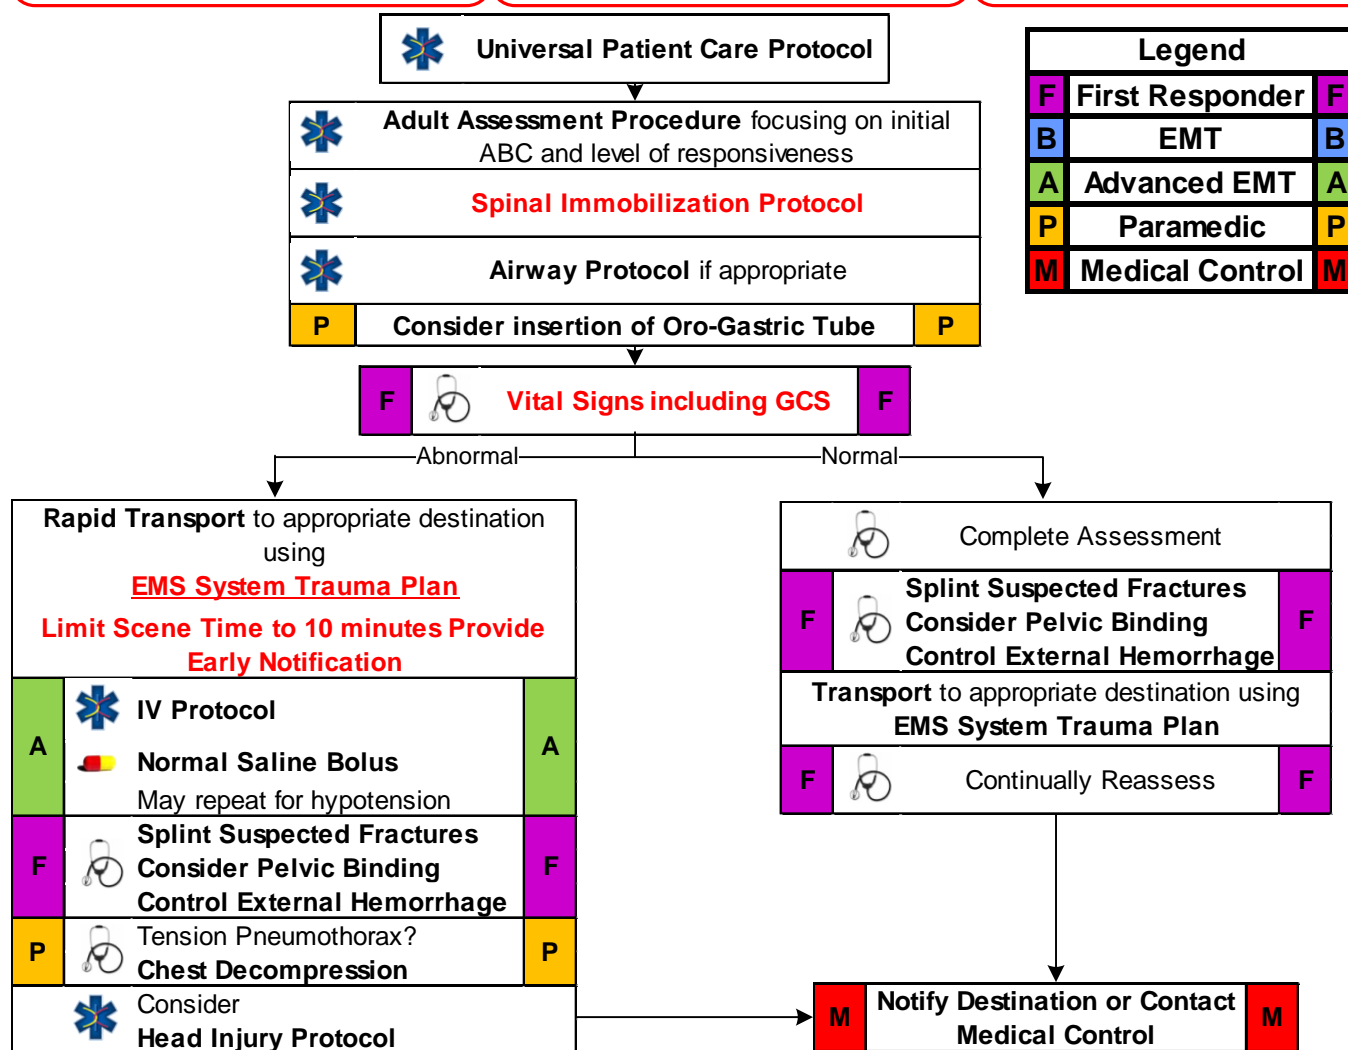 Universal Patient Care Protocol
Legend
F First Responder F
B EMT B
A Advanced EMT A
P Paramedic P
M Medical Control M
Adult Assessment Procedure focusing on initial
ABC and level of responsiveness
Spinal Immobilization Protocol
Airway Protocol if appropriate
P Consider insertion of Oro-Gastric Tube P
F Vital Signs including GCS F
Abnormal
Normal
Rapid Transport to appropriate destination
using
EMS System Trauma Plan
Limit Scene Time to 10 minutes Provide
Early Notification
IV Protocol
A Normal Saline Bolus A
May repeat for hypotension
Splint Suspected Fractures
F Consider Pelvic Binding F
Control External Hemorrhage
Tension Pneumothorax?
P Chest Decompression P
Consider
Head Injury Protocol
Complete Assessment
Splint Suspected Fractures
F Consider Pelvic Binding F
Control External Hemorrhage
Transport to appropriate destination using
EMS System Trauma Plan
F Continually Reassess F
Notify Destination or Contact
M Medical Control M